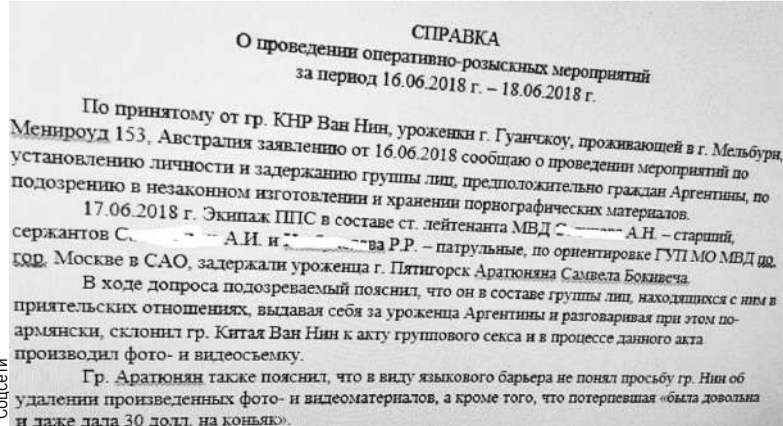 СПРАВКА
О проведении оперативно-розыскных мероприятий
за период 16.06.2018 г. – 18.06.2018 г.
По принятому от гр. КНР Ван Нин, уроженки г. Гуанчжоу, проживающей в г. Мельбурн,
Менироуд 153, Австралия заявлению от 16.06.2018 сообщаю о проведении мероприятий по
установлению личности и задержанию группы лиц, предположительно граждан Аргентины, по
подозрению в незаконном изготовлении и хранении порнографических материалов.
17.06.2018 г. Экипаж ППС в составе ст. лейтенанта МВД А.Н. – старший,
сержантов А.И. и Р.Р. – патрульные, по ориентировке ГУП МО МВД по
гор. Москве в САО, задержали уроженца г. Пятигорск Аратюняна Самвела Бокивеча.
В ходе допроса подозреваемый пояснил, что он в составе группы лиц, находящихся с ним в
приятельских отношениях, выдавая себя за уроженца Аргентины и разговаривая при этом по-
армянски, склонил гр. Китая Ван Нин к акту группового секса и в процессе данного акта
производил фото- и видеосъемку.
Гр. Аратюнян также пояснил, что в виду языкового барьера не понял просьбу гр. Нин об
удалении произведенных фото- и видеоматериалов, а кроме того, что потерпевшая «была довольна
и даже дала 30 долл. на коньяк».
Соцсети